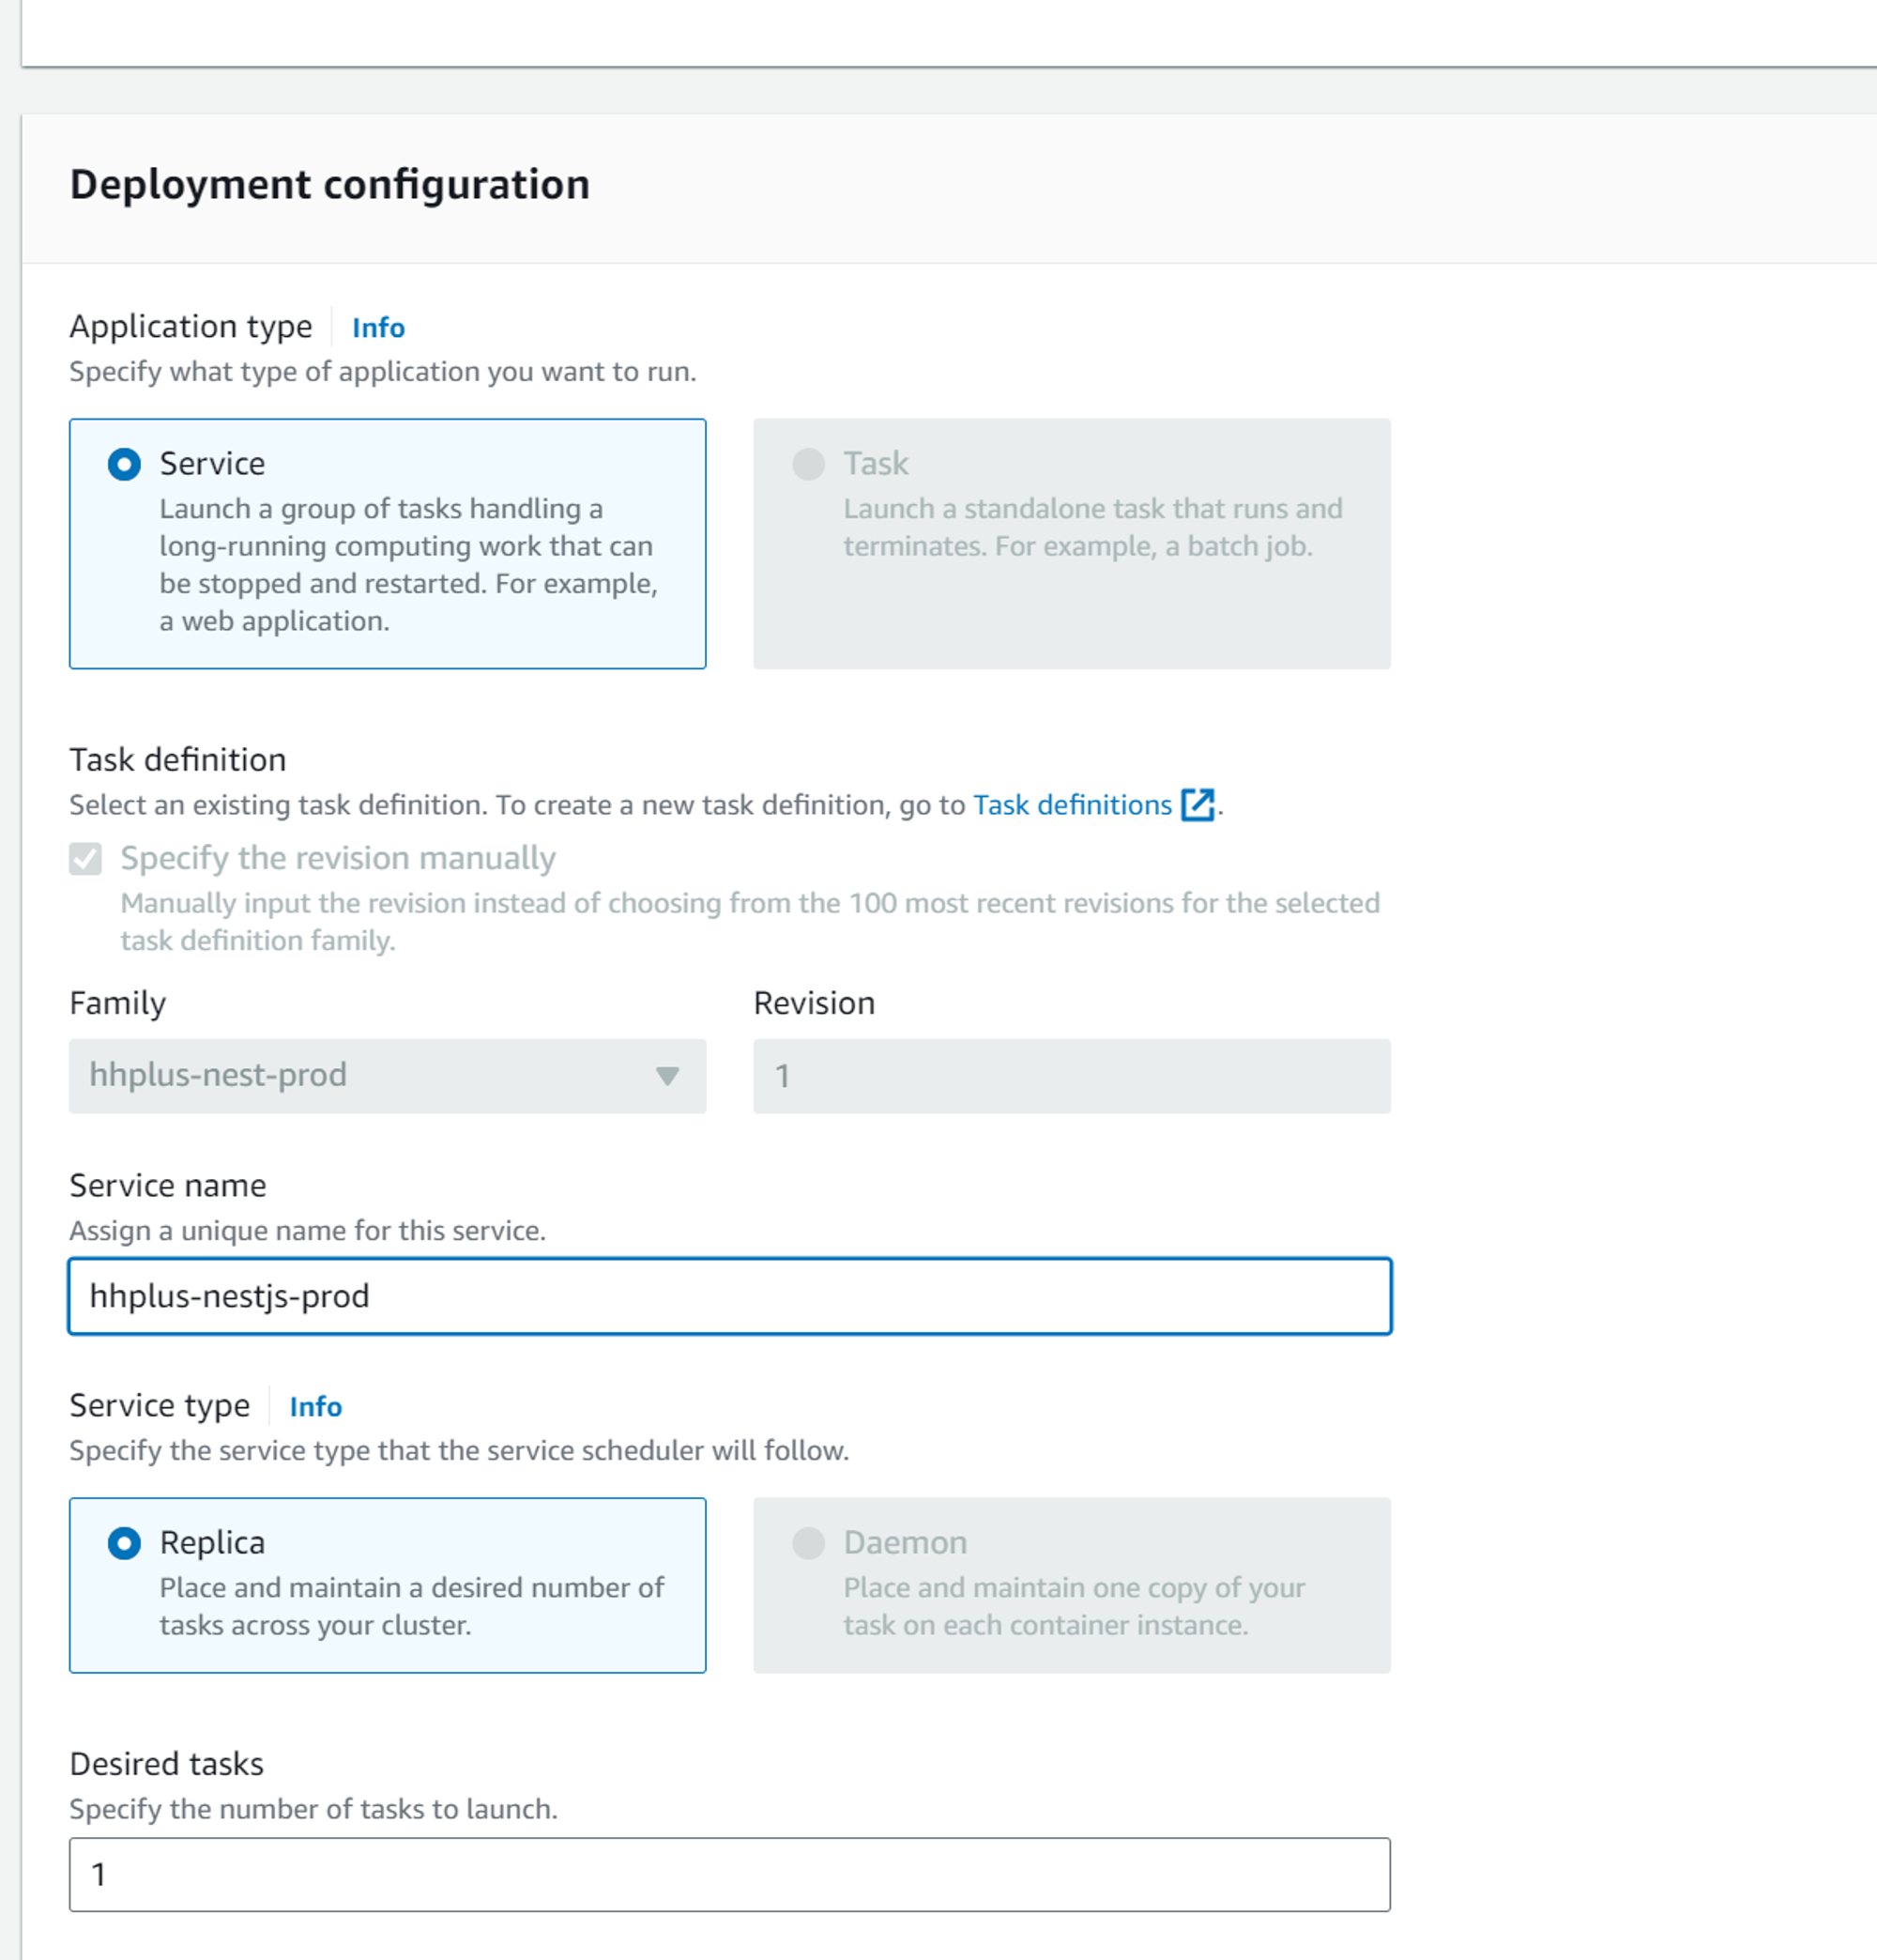 Deployment configuration
Application type Info
Specify what type of application you want to run.
Service
Launch a group of tasks handling a
long-running computing work that can
be stopped and restarted. For example,
a web application.
Task
Launch a standalone task that runs and
terminates. For example, a batch job.
Task definition
Select an existing task definition. To create a new task definition, go to Task definitions .
Specify the revision manually
Manually input the revision instead of choosing from the 100 most recent revisions for the selected
task definition family.
Family
hhplus-nest-prod
Revision
1
Service name
Assign a unique name for this service.
hhplus-nestjs-prod
Service type Info
Specify the service type that the service scheduler will follow.
Replica
Place and maintain a desired number of
tasks across your cluster.
Daemon
Place and maintain one copy of your
task on each container instance.
Desired tasks
Specify the number of tasks to launch.
1